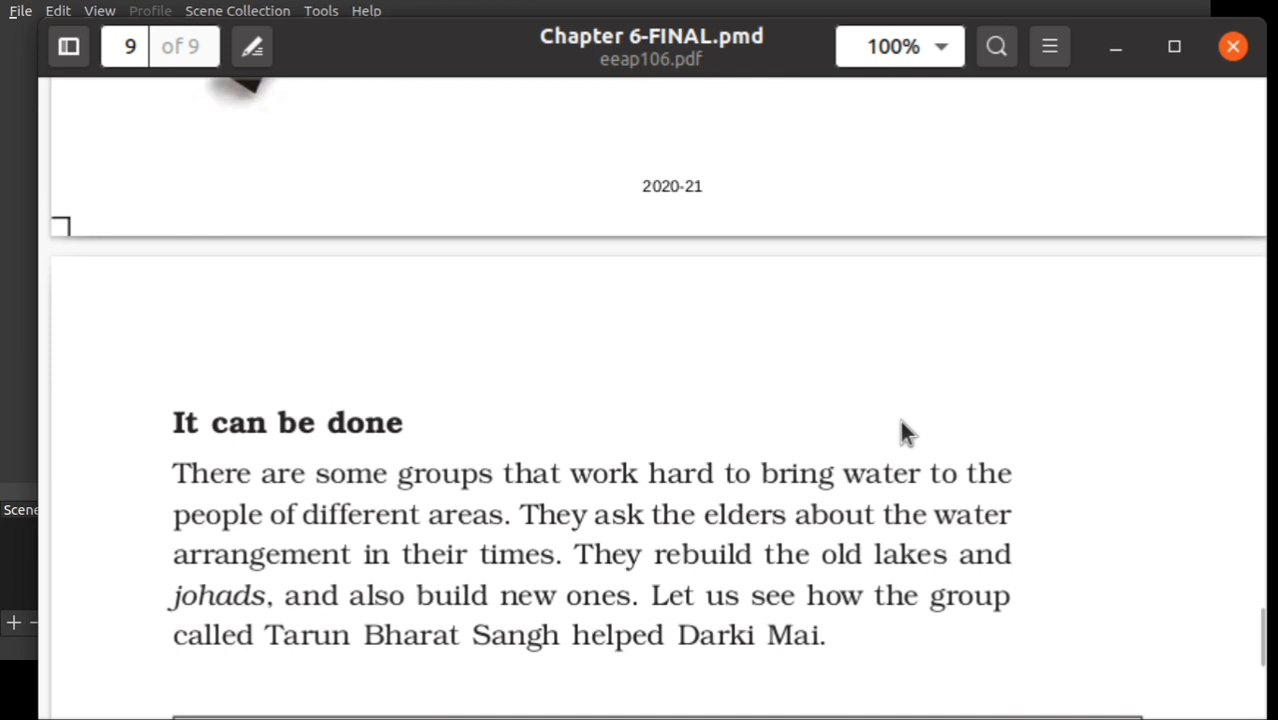 File Edit View Profile Scene Collection Tools Help
9 of 9
Chapter 6-FINAL.pmd
eeap106.pdf
100%
2020-21
It can be done
There are some groups that work hard to bring water to the
people of different areas. They ask the elders about the water
arrangement in their times. They rebuild the old lakes and
johads, and also build new ones. Let us see how the group
called Tarun Bharat Sangh helped Darki Mai.
Scene